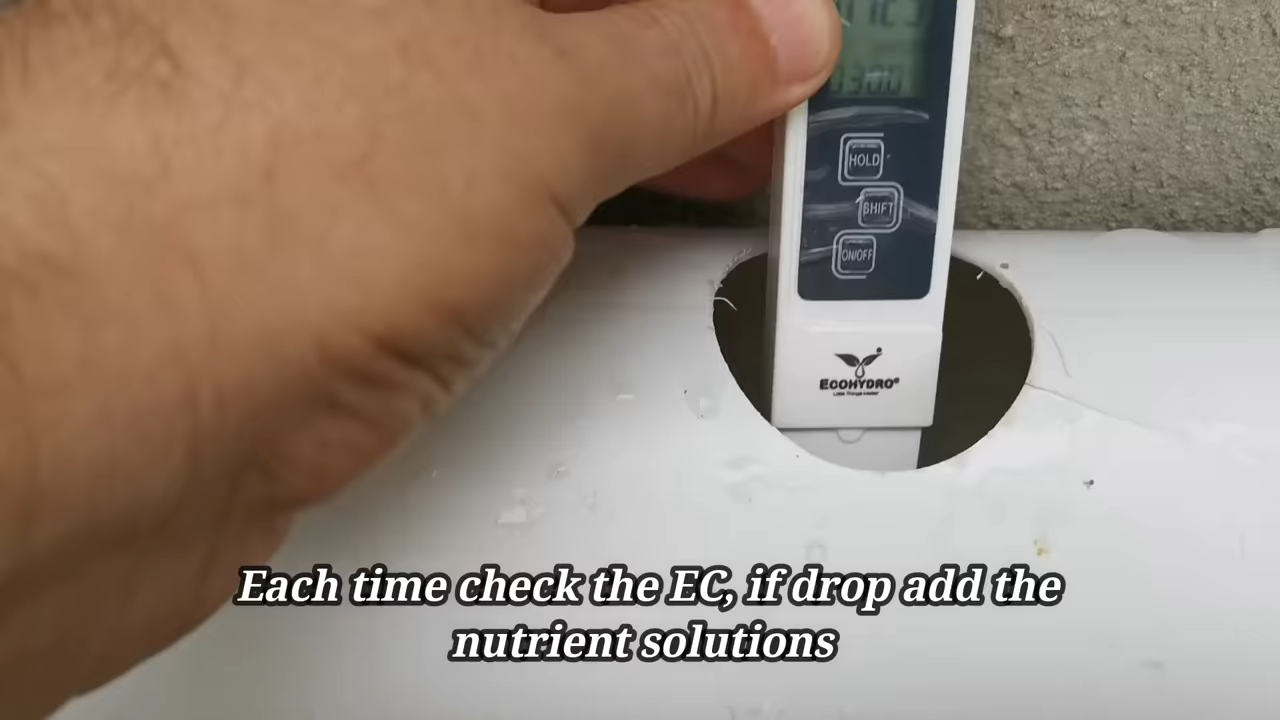 HOLD
SHIFT
ON/OFF
ECOHYDRO®
Each time check the EC, if drop add the
nutrient solutions